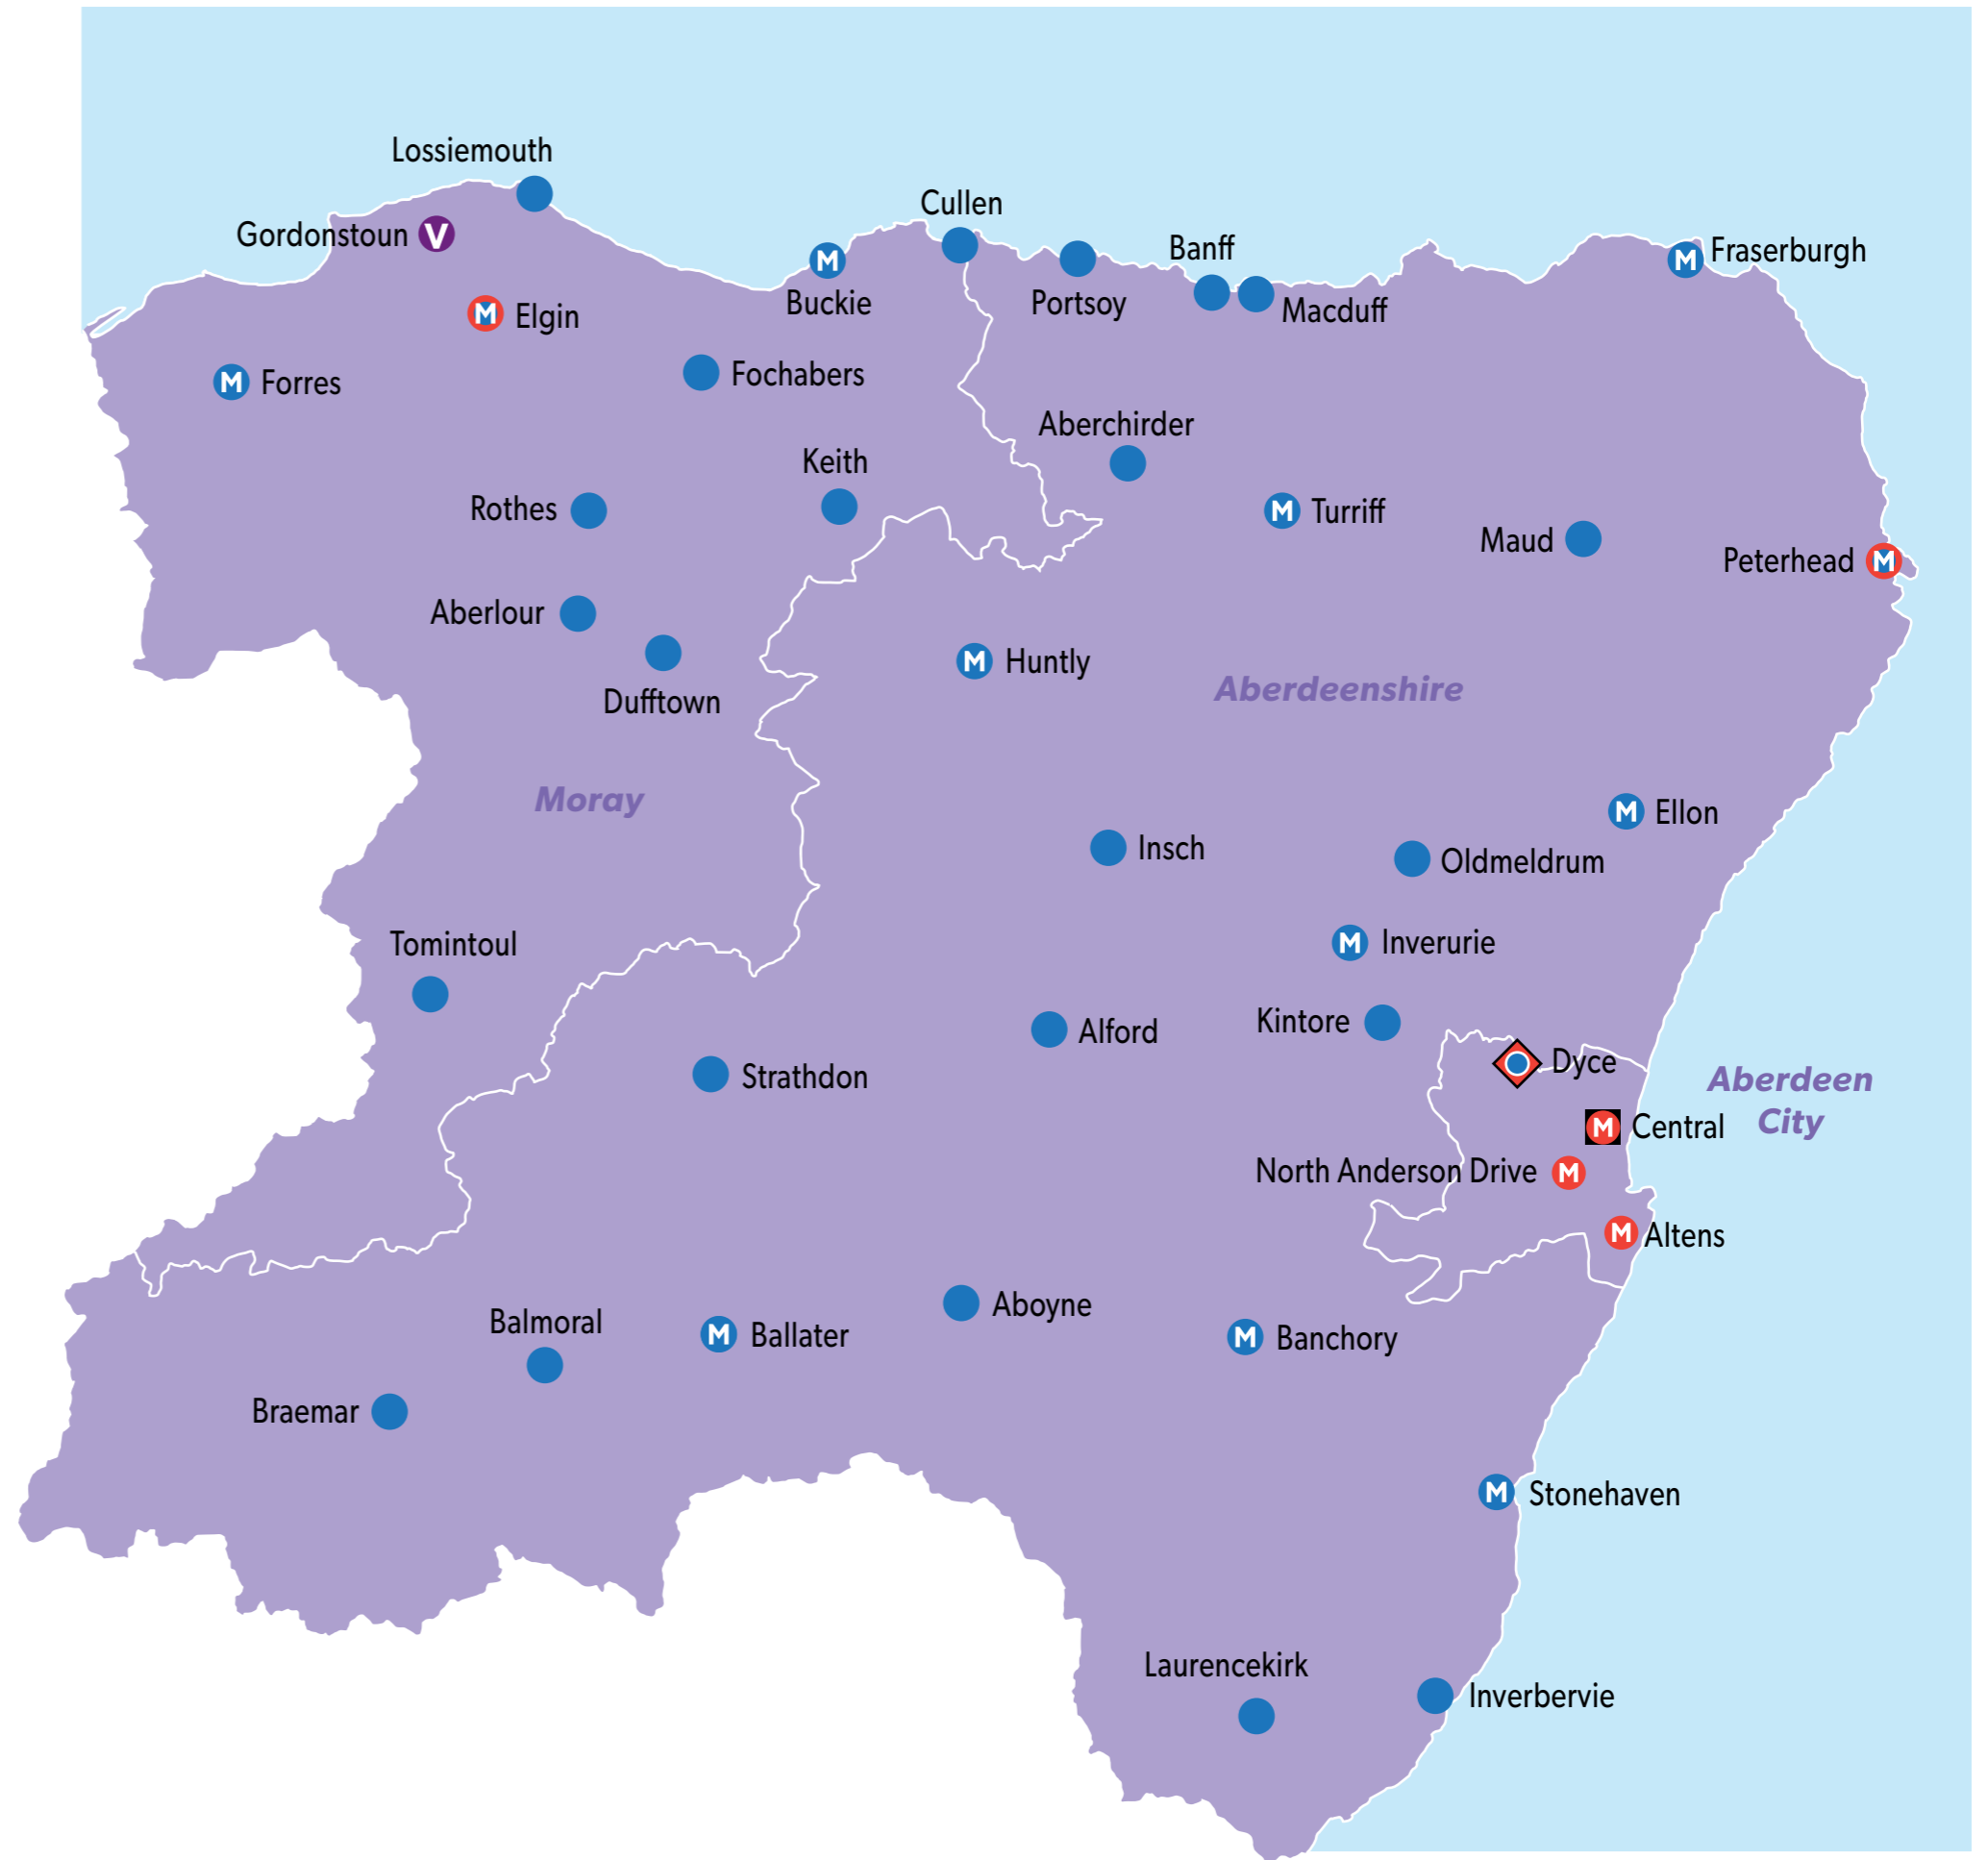 Lossiemouth
Cullen
Gordonstoun
V
Banff
M
Fraserburgh
M
Buckie
Portsoy
Macduff
M
Elgin
M
Forres
Fochabers
Aberchirder
Keith
Rothes
M
Turriff
Maud
Peterhead
M
Aberlour
M
Huntly
Dufftown
Aberdeenshire
Moray
M
Ellon
Insch
Oldmeldrum
Tomintoul
M
Inverurie
Alford
Kintore
Strathdon
Dyce
Aberdeen
City
M
Central
North Anderson Drive
M
M
Altens
Aboyne
Balmoral
M
Ballater
M
Banchory
Braemar
M
Stonehaven
Laurencekirk
Inverbervie